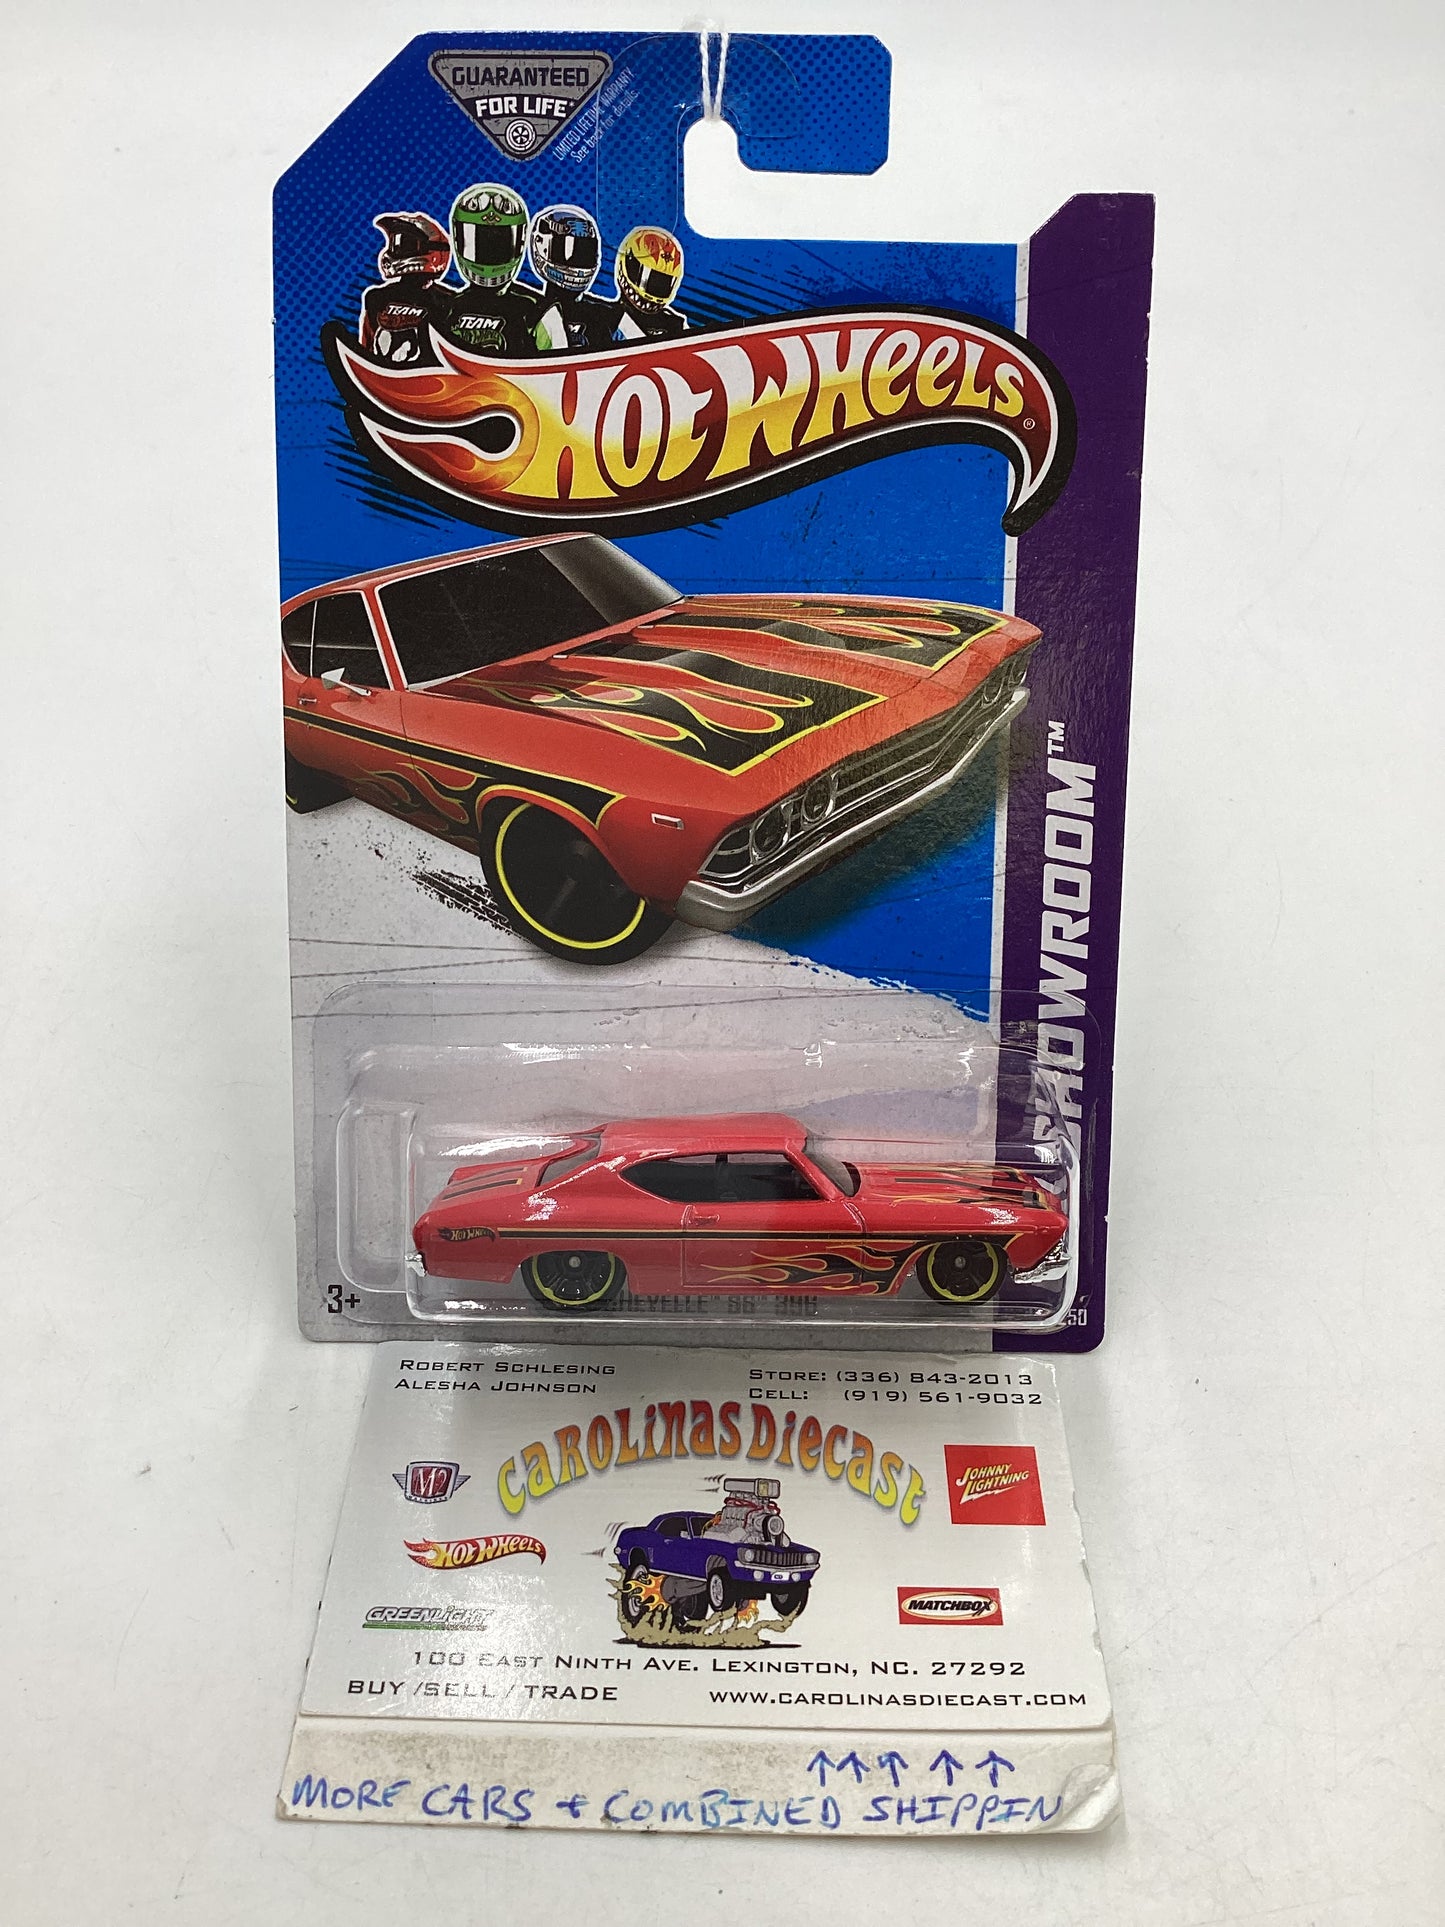 GUARANTEED
FOR LIFE*
LIMITED LIFETIME WARRANTY
See back for details.
TEAM
TEAM
HOT WHEELS®
SHOWROOM™
HOT WHEELS
3+
CHEVELLE™ SS™ 396
/250
ROBERT SCHLESING
ALESHA JOHNSON
STORE: (336) 843-2013
CELL: (919) 561-9032
CAROLINAS DIECAST
M2
JOHNNY
LIGHTNING
HOT WHEELS
GREENLIGHT
MATCHBOX
100 EAST NINTH AVE. LEXINGTON, NC. 27292
BUY /SELL / TRADE
WWW.CAROLINASDIECAST.COM
↑↑↑ ↑ ↑
MORE CARS + COMBINED SHIPPIN